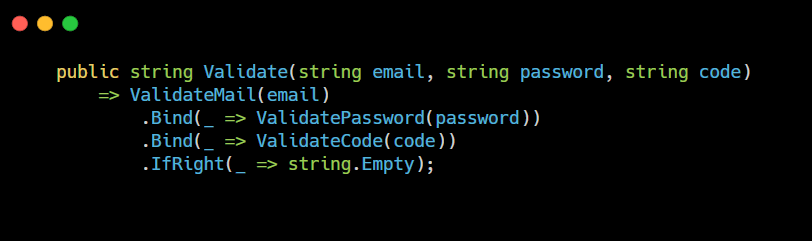 public string Validate(string email, string password, string code)
=> ValidateMail(email)
.Bind(_ => ValidatePassword(password))
.Bind(_ => ValidateCode(code))
.IfRight(_ => string.Empty);